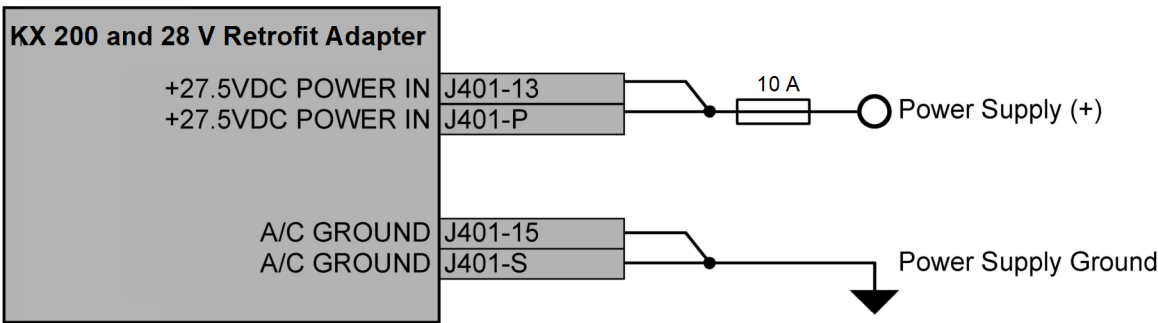 KX 200 and 28 V Retrofit Adapter
+27.5VDC POWER IN J401-13
10 A
+27.5VDC POWER IN J401-P
Power Supply (+)
A/C GROUND J401-15
A/C GROUND J401-S
Power Supply Ground